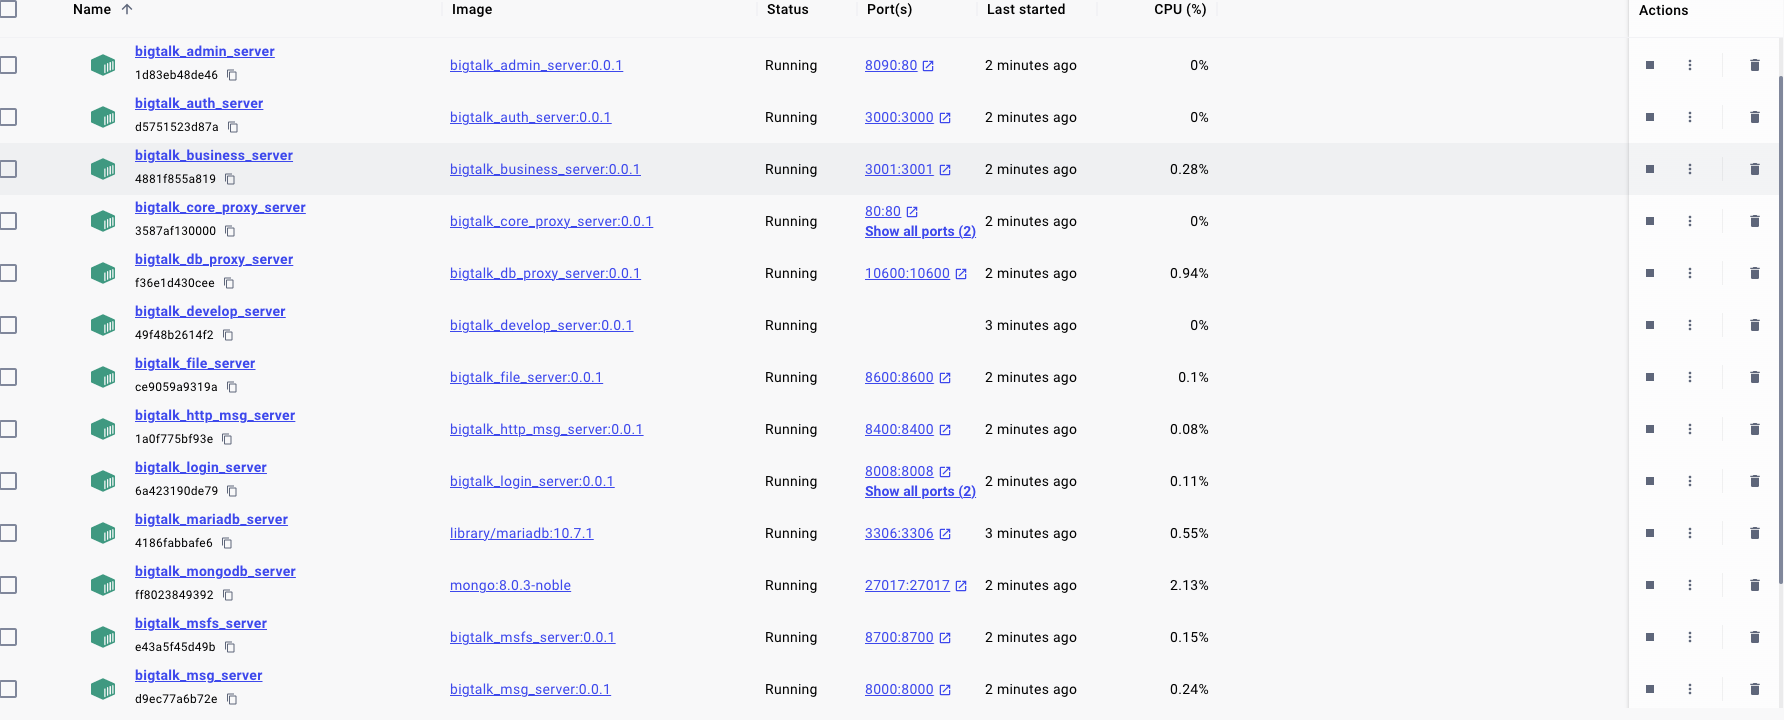 Name Image Status Port(s) Last started CPU (%) Actions
bigtalk_admin_server
1d83eb48de46
bigtalk_admin_server:0.0.1 Running 8090:80 2 minutes ago 0%
bigtalk_auth_server
d5751523d87a
bigtalk_auth_server:0.0.1 Running 3000:3000 2 minutes ago 0%
bigtalk_business_server
4881f855a819
bigtalk_business_server:0.0.1 Running 3001:3001 2 minutes ago 0.28%
bigtalk_core_proxy_server
3587af130000
bigtalk_core_proxy_server:0.0.1 Running 80:80
Show all ports (2)
2 minutes ago 0%
bigtalk_db_proxy_server
f36e1d430cee
bigtalk_db_proxy_server:0.0.1 Running 10600:10600 2 minutes ago 0.94%
bigtalk_develop_server
49f48b2614f2
bigtalk_develop_server:0.0.1 Running 3 minutes ago 0%
bigtalk_file_server
ce9059a9319a
bigtalk_file_server:0.0.1 Running 8600:8600 2 minutes ago 0.1%
bigtalk_http_msg_server
1a0f775bf93e
bigtalk_http_msg_server:0.0.1 Running 8400:8400 2 minutes ago 0.08%
bigtalk_login_server
6a423190de79
bigtalk_login_server:0.0.1 Running 8008:8008
Show all ports (2)
2 minutes ago 0.11%
bigtalk_mariadb_server
4186fabbafe6
library/mariadb:10.7.1 Running 3306:3306 3 minutes ago 0.55%
bigtalk_mongodb_server
ff8023849392
mongo:8.0.3-noble Running 27017:27017 2 minutes ago 2.13%
bigtalk_msfs_server
e43a5f45d49b
bigtalk_msfs_server:0.0.1 Running 8700:8700 2 minutes ago 0.15%
bigtalk_msg_server
d9ec77a6b72e
bigtalk_msg_server:0.0.1 Running 8000:8000 2 minutes ago 0.24%